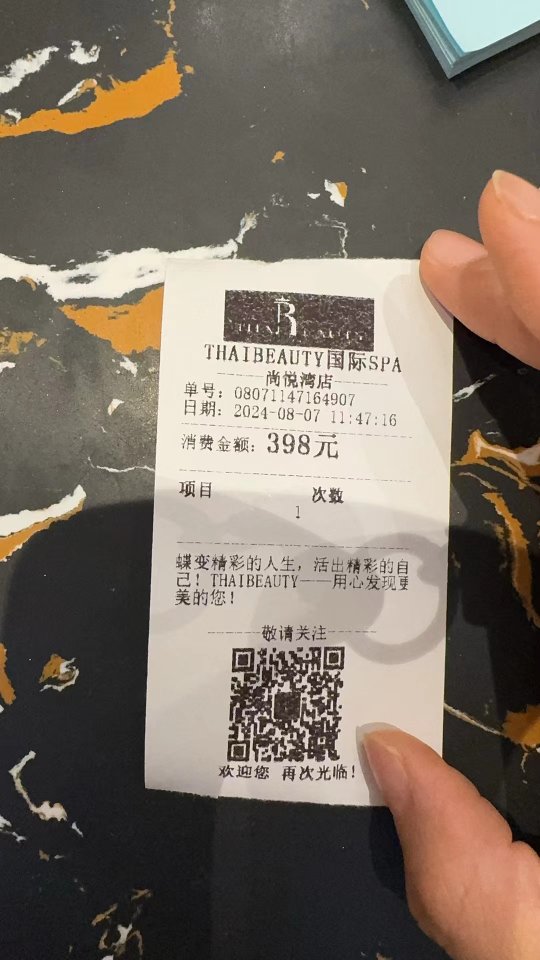 THAIBEAUTY
THAIBEAUTY国际SPA
尚悦湾店
单号：08071147164907
日期：2024-08-07 11:47:16
消费金额：398元
项目 次数
1
蝶变精彩的人生，活出精彩的自
己！THAIBEAUTY——用心发现更
美的您！
敬请关注
欢迎您 再次光临！